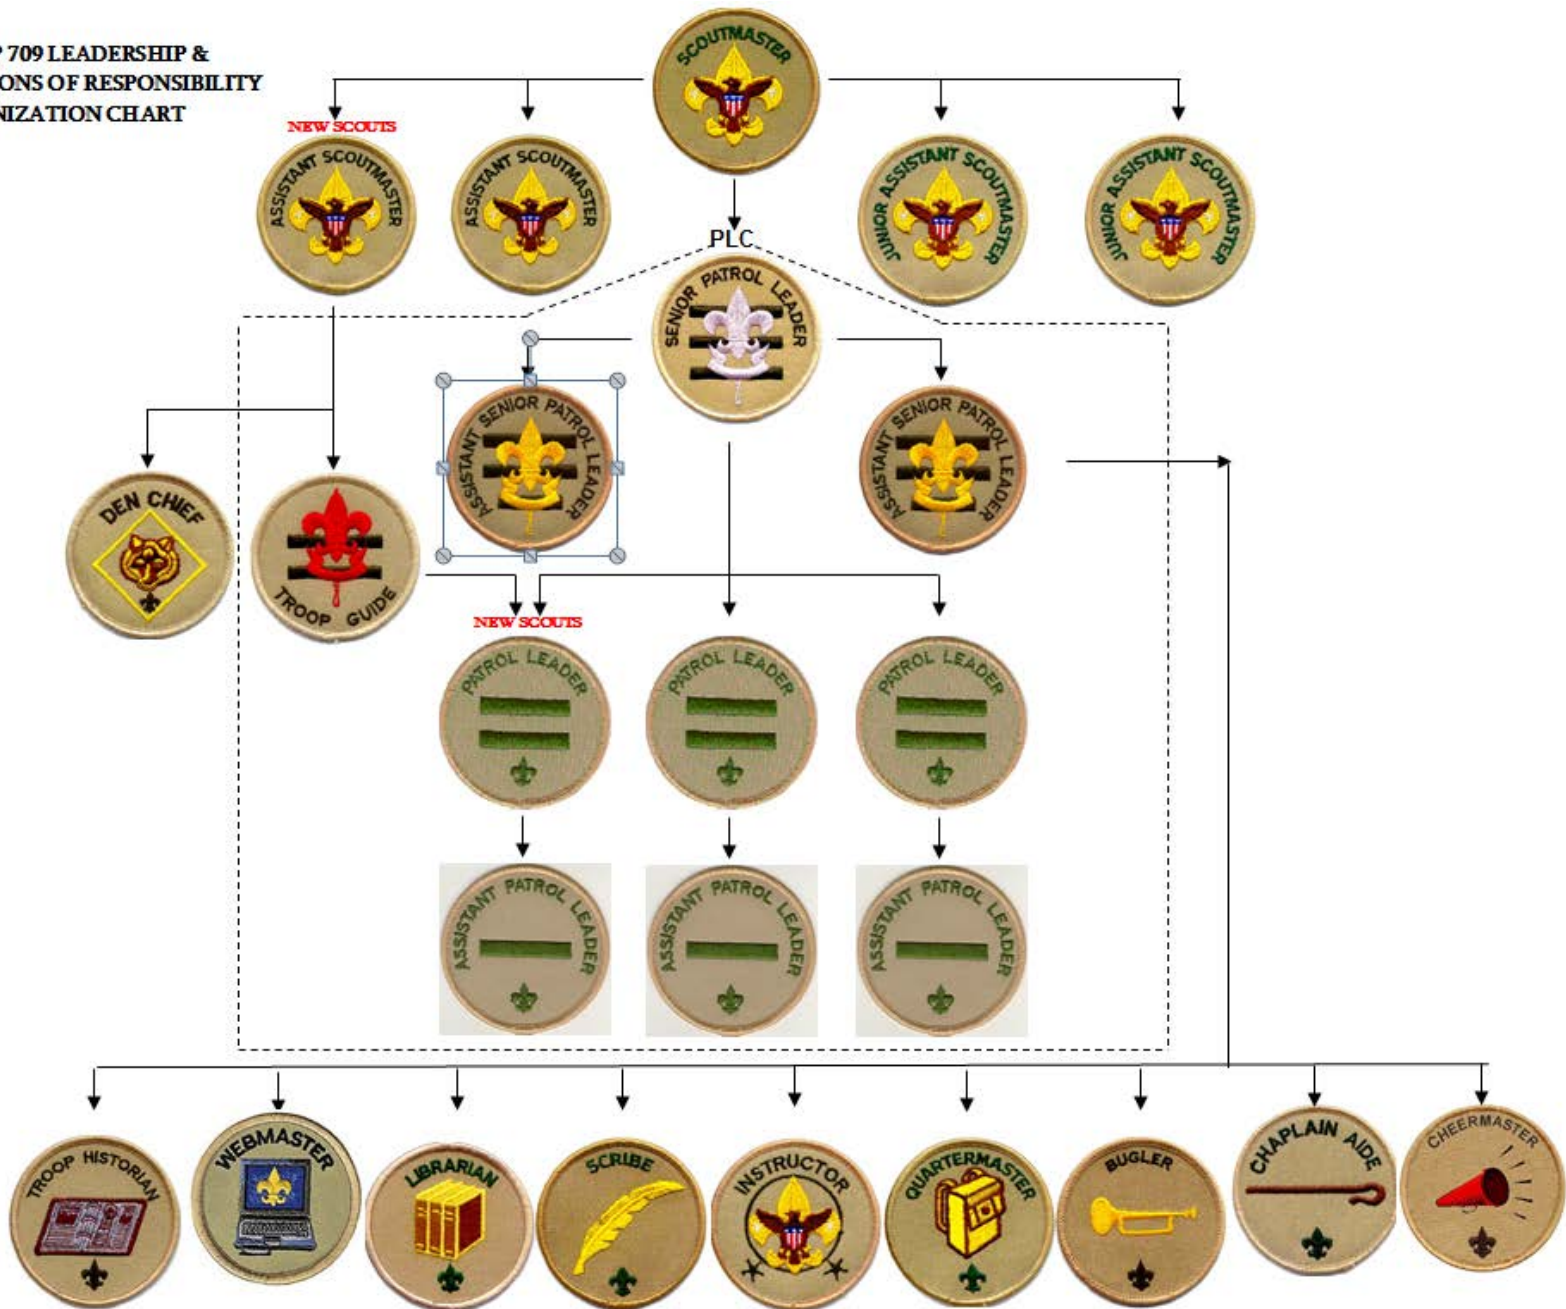 709 LEADERSHIP &
OF RESPONSIBILITY
CHART
SCOUTMASTER
NEW SCOUTS
ASSISTANT SCOUTMASTER
ASSISTANT SCOUTMASTER
JUNIOR ASSISTANT SCOUTMASTER
JUNIOR ASSISTANT SCOUTMASTER
PLC
SENIOR PATROL LEADER
ASSISTANT SENIOR PATROL LEADER
ASSISTANT SENIOR PATROL LEADER
DEN CHIEF
TROOP GUIDE
NEW SCOUTS
PATROL LEADER
PATROL LEADER
PATROL LEADER
ASSISTANT PATROL LEADER
ASSISTANT PATROL LEADER
ASSISTANT PATROL LEADER
TROOP HISTORIAN
WEBMASTER
LIBRARIAN
SCRIBE
INSTRUCTOR
QUARTERMASTER
BUGLER
CHAPLAIN AIDE
CHEERMASTER